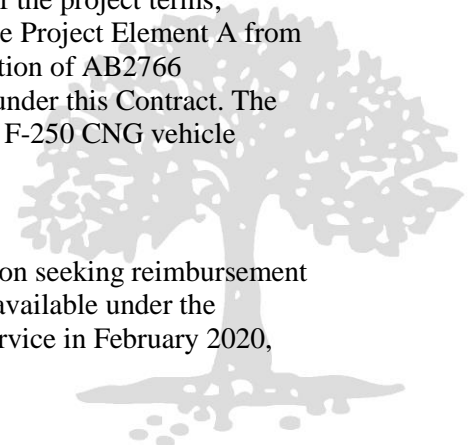 f the project terms,
e Project Element A from
tion of AB2766
under this Contract. The
F-250 CNG vehicle
on seeking reimbursement
available under the
rvice in February 2020,